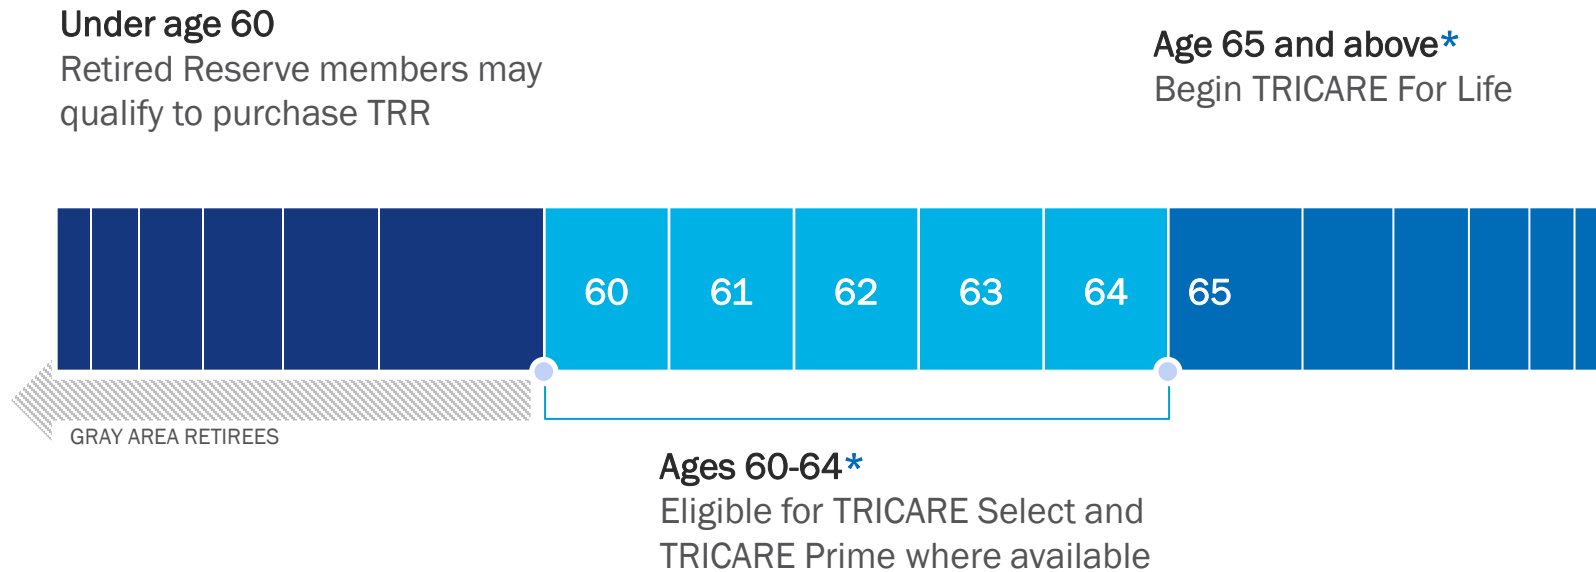 Under age 60
Retired Reserve members may
qualify to purchase TRR
Age 65 and above*
Begin TRICARE For Life
60 61 62 63 64 65
GRAY AREA RETIREES
Ages 60-64*
Eligible for TRICARE Select and
TRICARE Prime where available